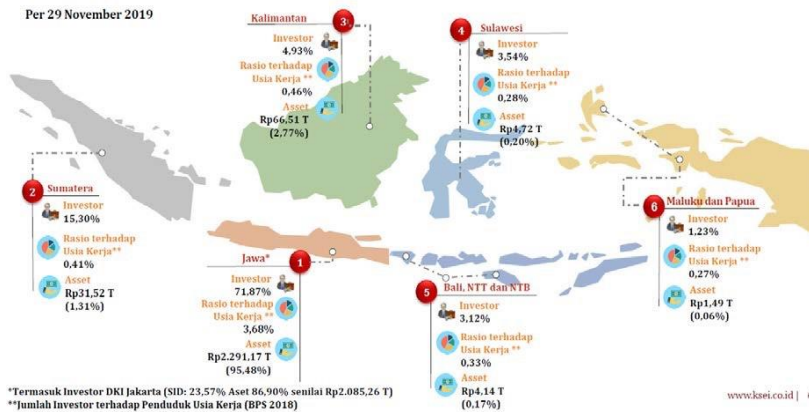 Per 29 November 2019
Kalimantan
3
Investor
4,93%
Rasio terhadap
Usia Kerja **
0,46%
Asset
Rp66,51 T
(2,77%)
4
Sulawesi
Investor
3,54%
Rasio terhadap
Usia Kerja **
0,28%
Asset
Rp4,72 T
(0,20%)
2
Sumatera
Investor
15,30%
Rasio terhadap
Usia Kerja**
0,41%
Asset
Rp31,52 T
(1,31%)
Jawa*
1
Investor
71,87%
Rasio terhadap
Usia Kerja **
3,68%
Asset
Rp2.291,17 T
(95,48%)
5
Bali, NTT dan NTB
Investor
3,12%
Rasio terhadap
Usia Kerja **
0,33%
Asset
Rp4,14 T
(0,17%)
6
Maluku dan Papua
Investor
1,23%
Rasio terhadap
Usia Kerja **
0,27%
Asset
Rp1,49 T
(0,06%)
*Termasuk Investor DKI Jakarta (SID: 23,57% Aset 86,90% senilai Rp2.085,26 T)
**Jumlah Investor terhadap Penduduk Usia Kerja (BPS 2018)
www.ksei.co.id |